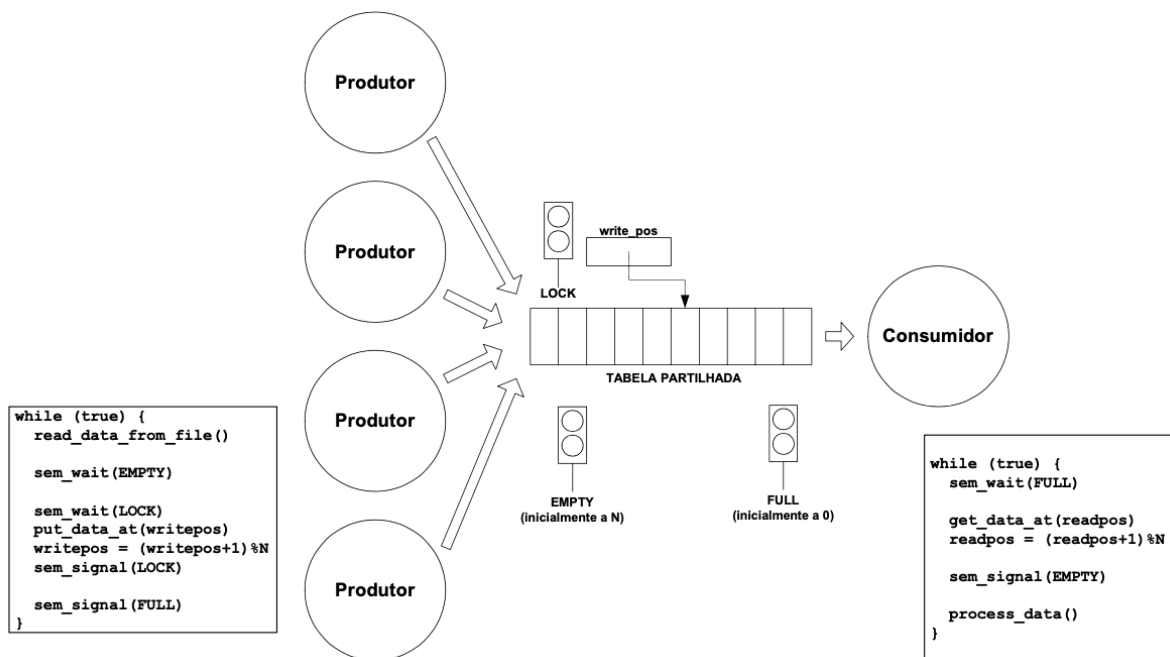 Produtor
Produtor
write_pos
LOCK
Consumidor
TABELA PARTILHADA
Produtor
while (true) {
read_data_from_file()
sem_wait(EMPTY)
sem_wait(LOCK)
put_data_at(writepos)
writepos = (writepos+1)%N
sem_signal(LOCK)
sem_signal(FULL)
}
EMPTY
(inicialmente a N)
FULL
(inicialmente a 0)
while (true) {
sem_wait(FULL)
get_data_at(readpos)
readpos = (readpos+1)%N
sem_signal(EMPTY)
process_data()
}
Produtor